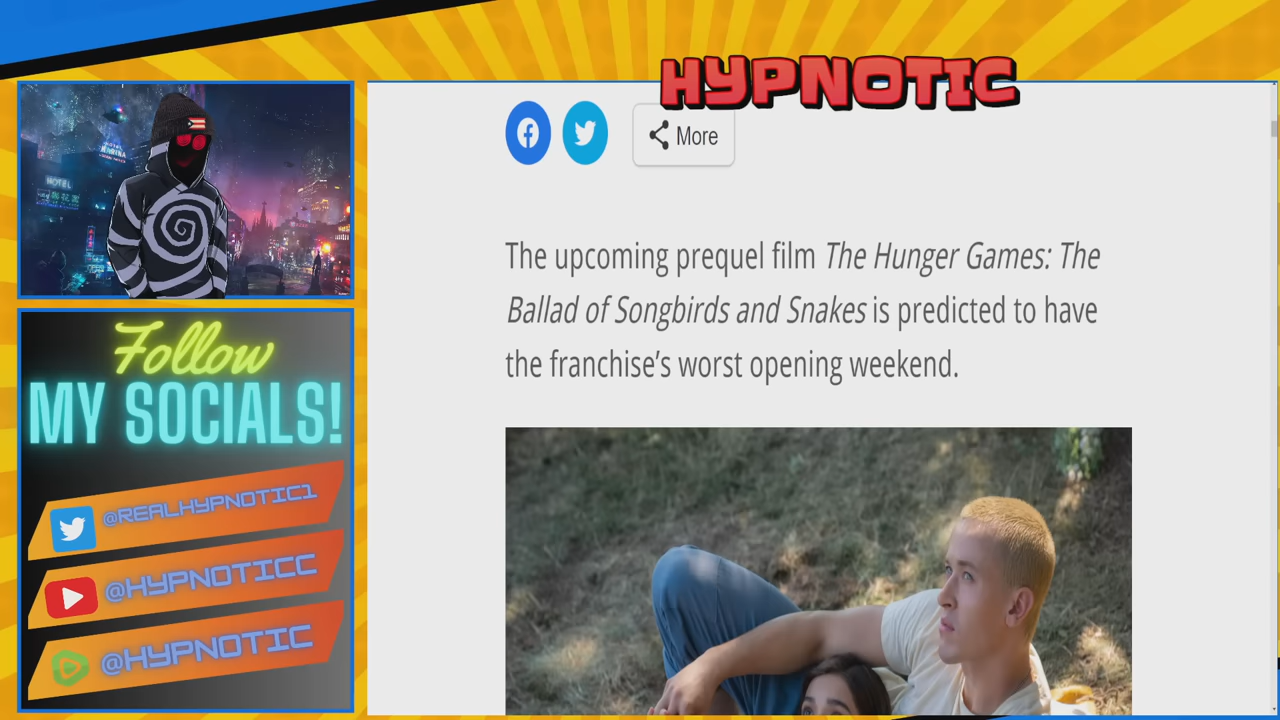 HYPNOTIC
More
The upcoming prequel film The Hunger Games: The
Ballad of Songbirds and Snakes is predicted to have
the franchise’s worst opening weekend.
HOTEL
Follow
MY SOCIALS!
@REALHYPNOTIC1
@HYPNOTICC
@HYPNOTIC